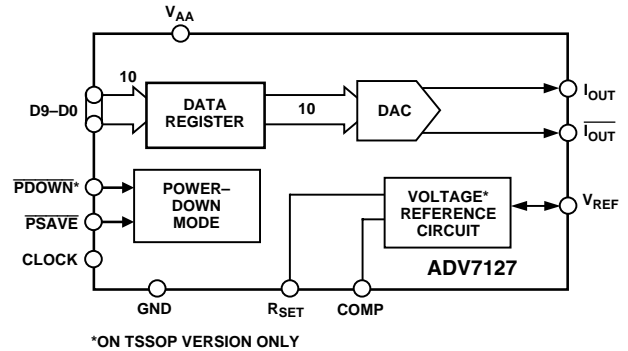 VAA
10
D9–D0
DATA
REGISTER
10
DAC
IOUT
IOUT
PDOWN*
PSAVE
CLOCK
POWER–
DOWN
MODE
VOLTAGE*
REFERENCE
CIRCUIT
VREF
ADV7127
GND
RSET
COMP
*ON TSSOP VERSION ONLY